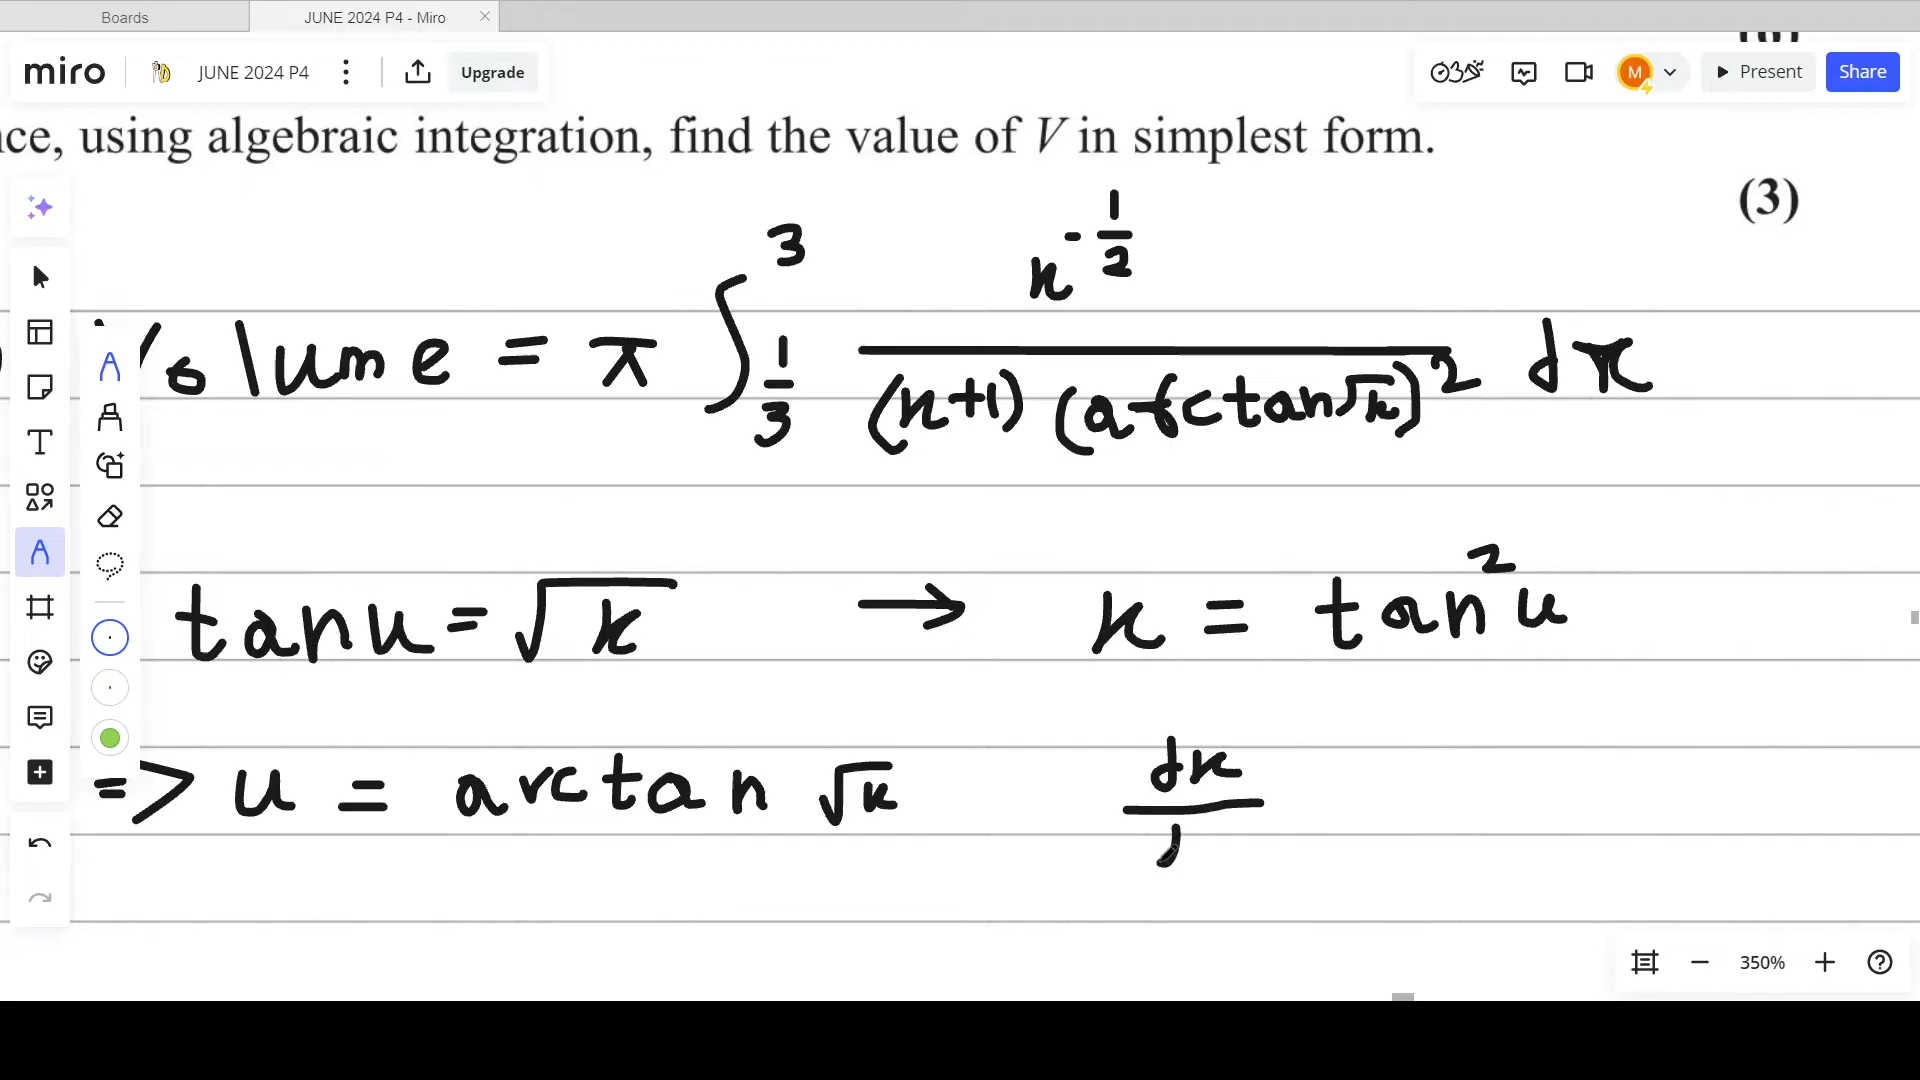 Boards JUNE 2024 P4 - Miro
miro JUNE 2024 P4 Upgrade M Present Share
nce, using algebraic integration, find the value of V in simplest form.
(3)
Volume = π ∫_{1/3}^{3} x^{-1/2} / ((x+1)(arctan√x)^2) dx
tan u = √x → x = tan^2 u
=> u = arctan √x dx
350%